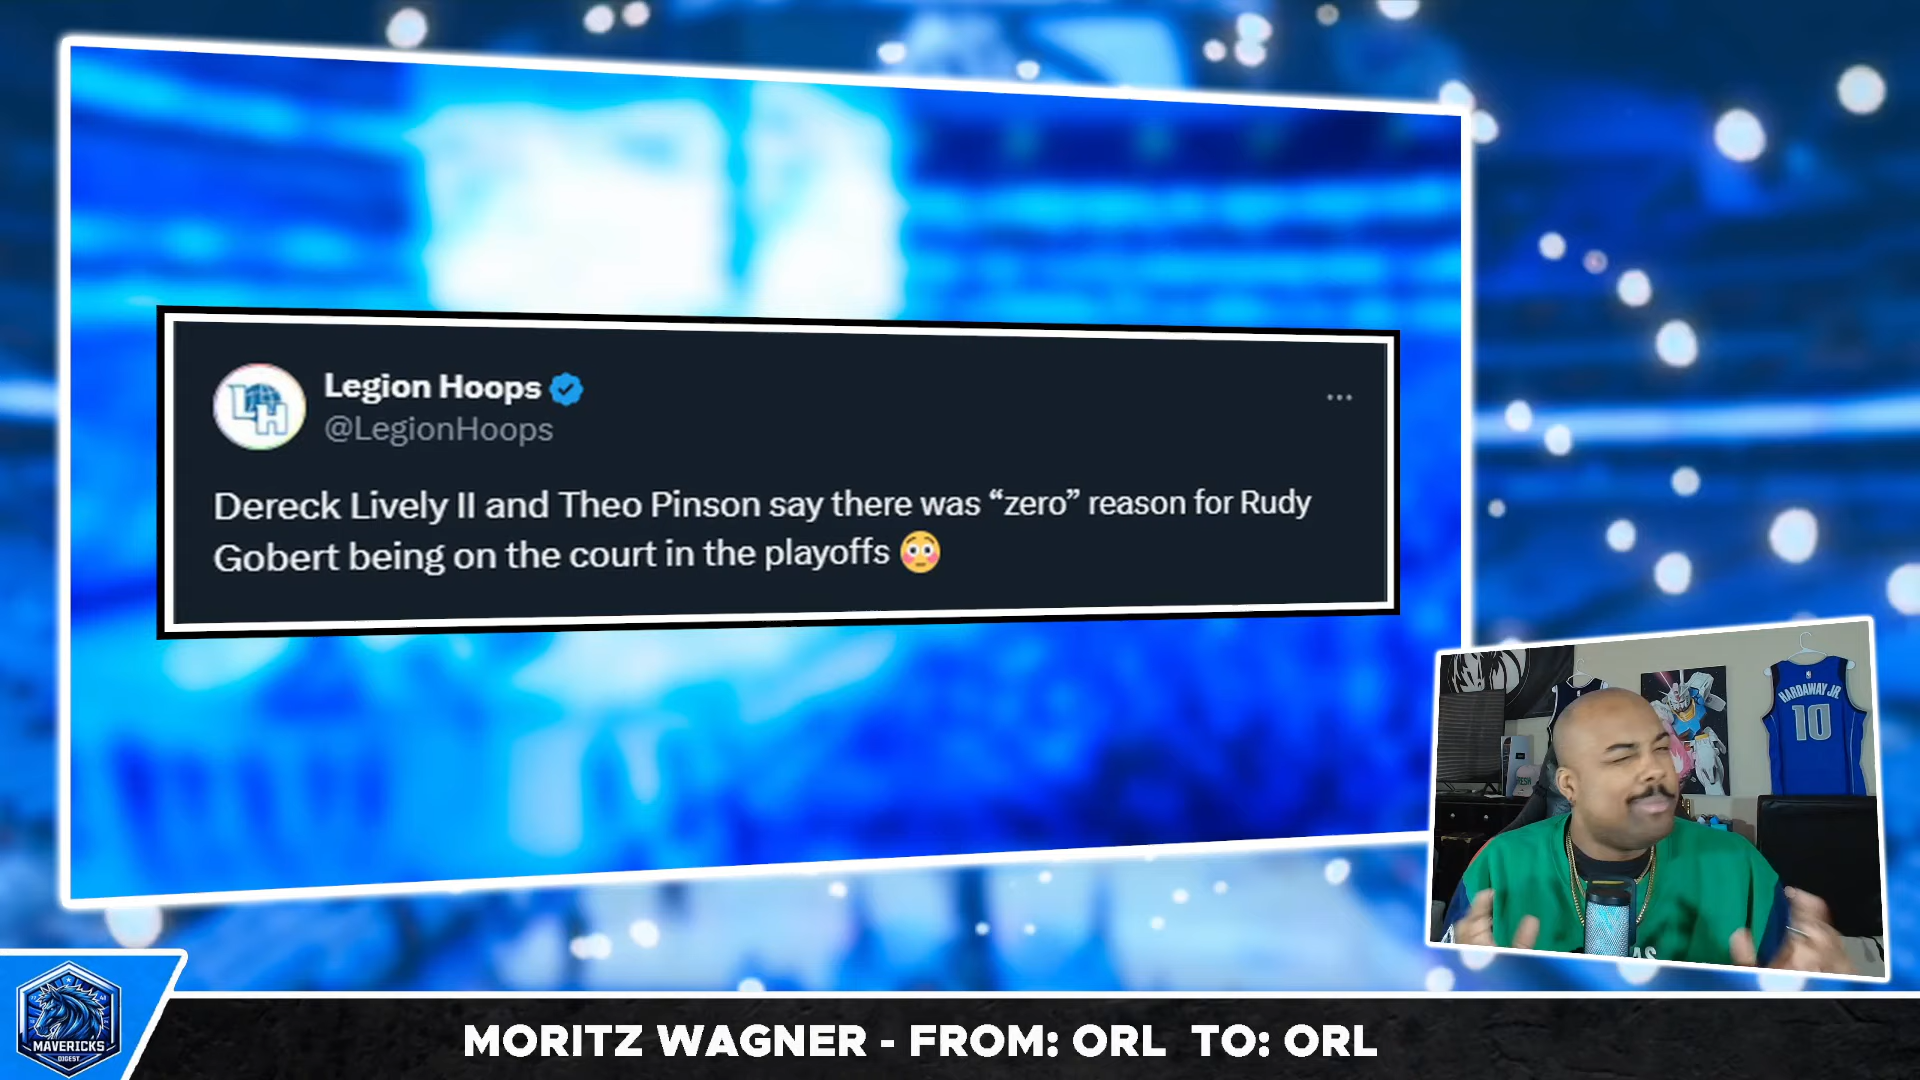 Legion Hoops
@LegionHoops
Dereck Lively II and Theo Pinson say there was “zero” reason for Rudy
Gobert being on the court in the playoffs 😳
HARDAWAY JR.
10
MAVERICKS
DIGEST
MORITZ WAGNER - FROM: ORL TO: ORL